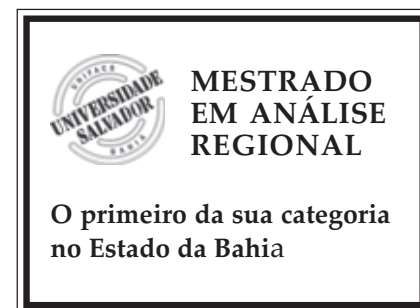 UNIFACS
UNIVERSIDADE
SALVADOR
BAHIA
MESTRADO
EM ANÁLISE
REGIONAL
O primeiro da sua categoria
no Estado da Bahia